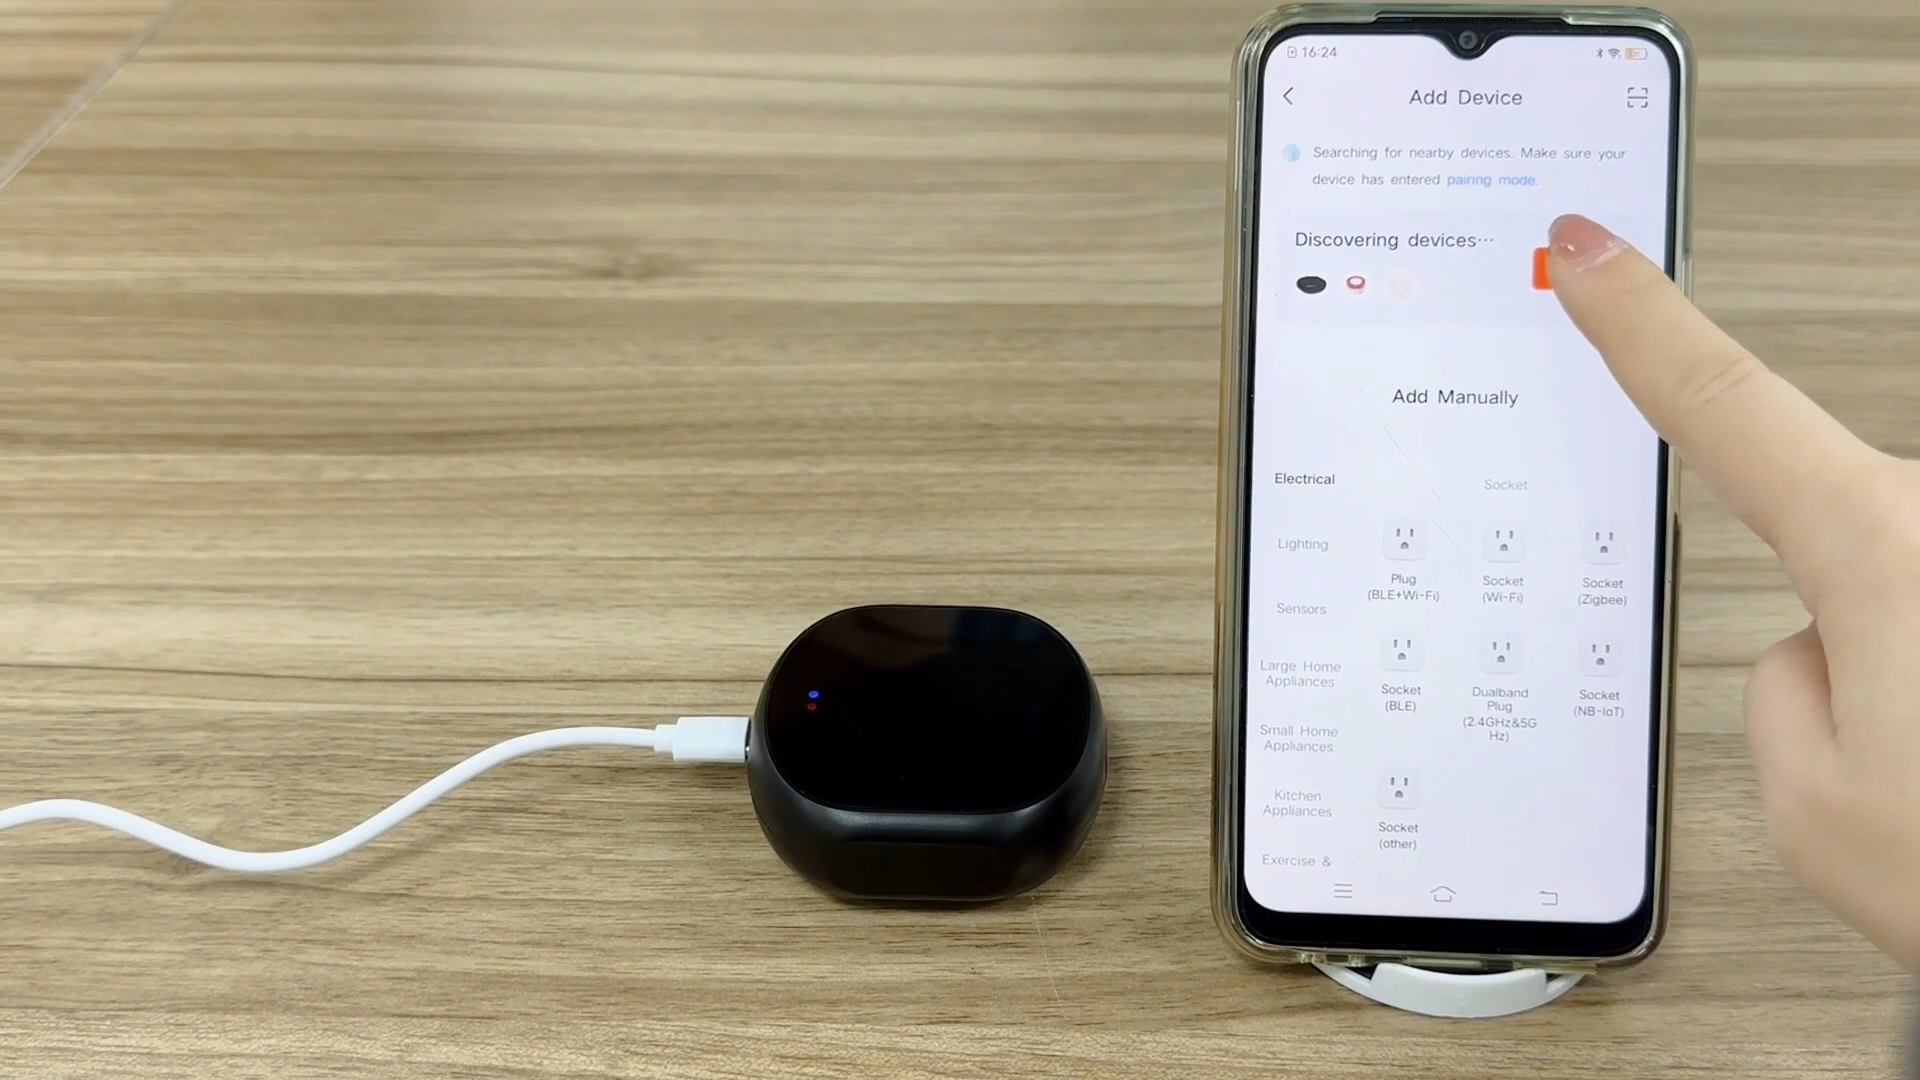 16:24
Add Device
Searching for nearby devices. Make sure your
device has entered pairing mode.
Discovering devices···
Add Manually
Electrical
Socket
Lighting
Plug
(BLE+Wi-Fi)
Socket
(Wi-Fi)
Socket
(Zigbee)
Sensors
Large Home
Appliances
Socket
(BLE)
Dualband
Plug
(2.4GHz&5G
Hz)
Socket
(NB-IoT)
Small Home
Appliances
Kitchen
Appliances
Socket
(other)
Exercise &